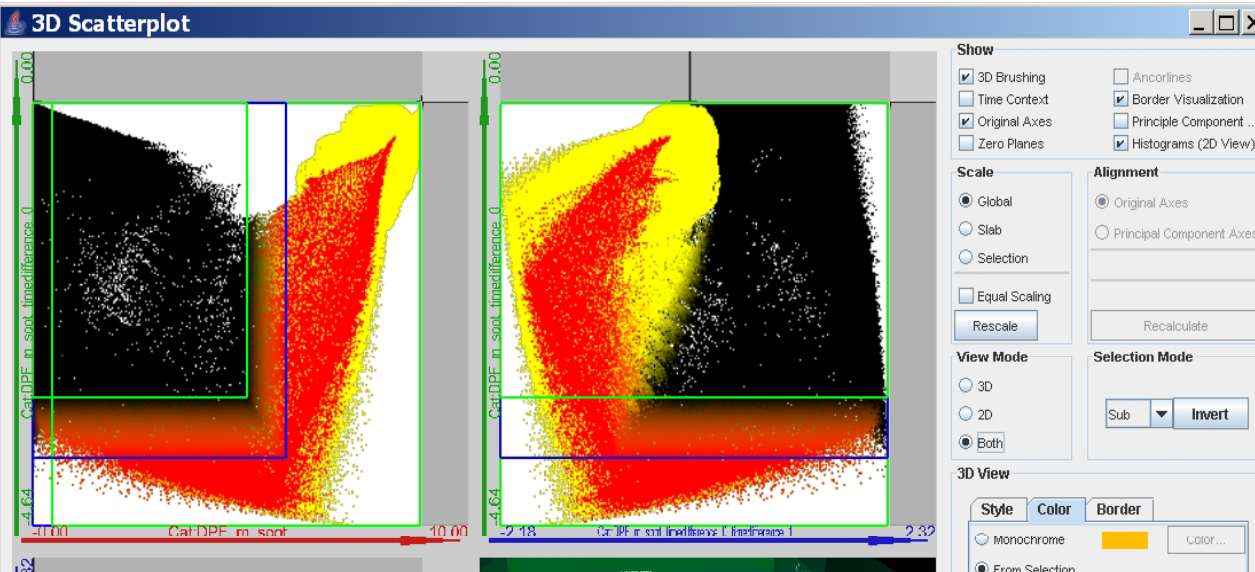 3D Scatterplot
0.00
Cat:DPF_m_soot_timedifference_0
-4.64
-0.00
Cat:DPF_m_soot
10.00
0.00
Cat:DPF_m_soot_timedifference_0
-4.64
-2.18
Cat:DPF_m_soot_timedifference_0_timedifference_1
2.32
32
Show
3D Brushing
Ancorlines
Time Context
Border Visualization
Original Axes
Principle Component ...
Zero Planes
Histograms (2D View)
Scale
Alignment
Global
Original Axes
Slab
Principal Component Axes
Selection
Equal Scaling
Rescale
Recalculate
View Mode
Selection Mode
3D
2D
Sub
Invert
Both
3D View
Style
Color
Border
Monochrome
Color...
From Selection